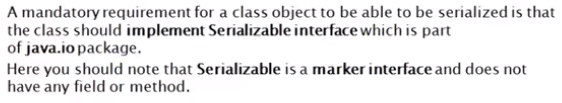 A mandatory requirement for a class object to be able to be serialized is that
the class should implement Serializable interface which is part
of java.io package.
Here you should note that Serializable is a marker interface and does not
have any field or method.